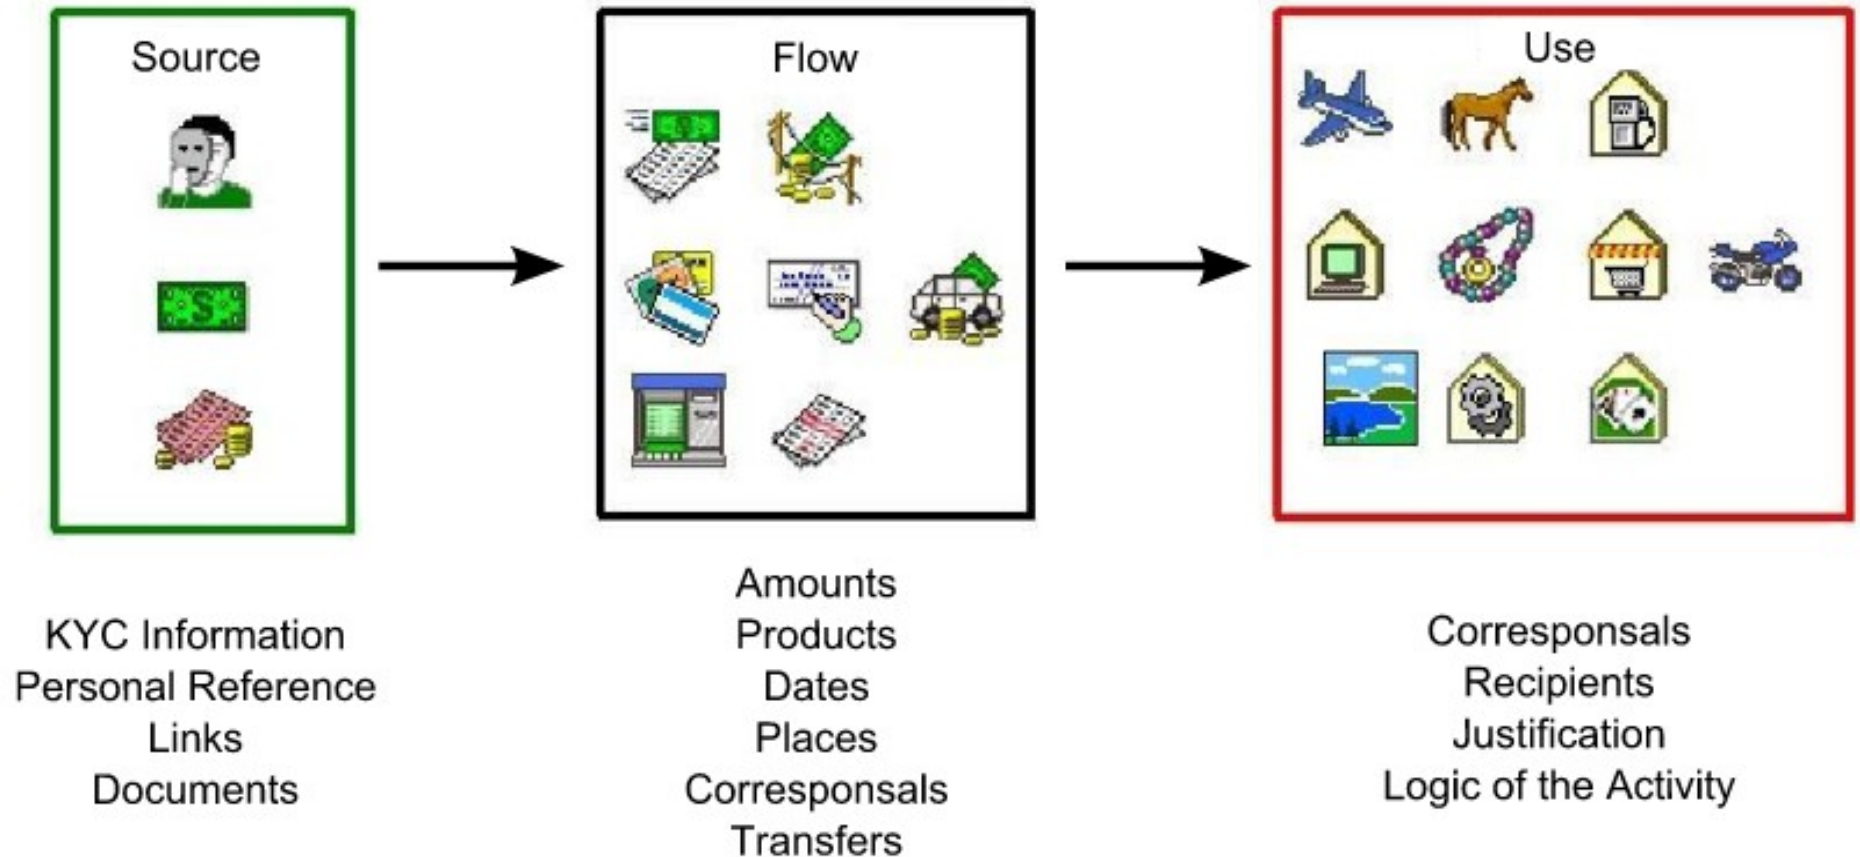 Source
KYC Information
Personal Reference
Links
Documents
Flow
Amounts
Products
Dates
Places
Corresponsals
Transfers
Use
Corresponsals
Recipients
Justification
Logic of the Activity